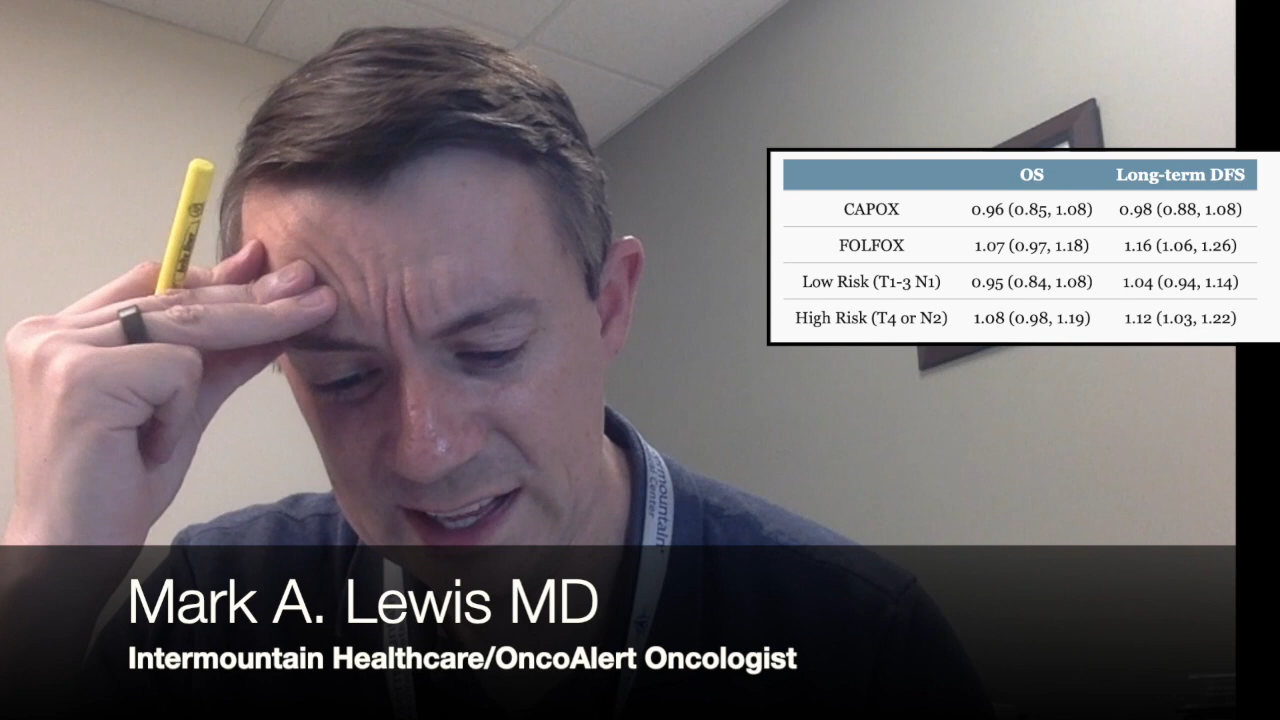 OS Long-term DFS
CAPOX 0.96 (0.85, 1.08) 0.98 (0.88, 1.08)
FOLFOX 1.07 (0.97, 1.18) 1.16 (1.06, 1.26)
Low Risk (T1-3 N1) 0.95 (0.84, 1.08) 1.04 (0.94, 1.14)
High Risk (T4 or N2) 1.08 (0.98, 1.19) 1.12 (1.03, 1.22)
Mark A. Lewis MD
Intermountain Healthcare/OncoAlert Oncologist